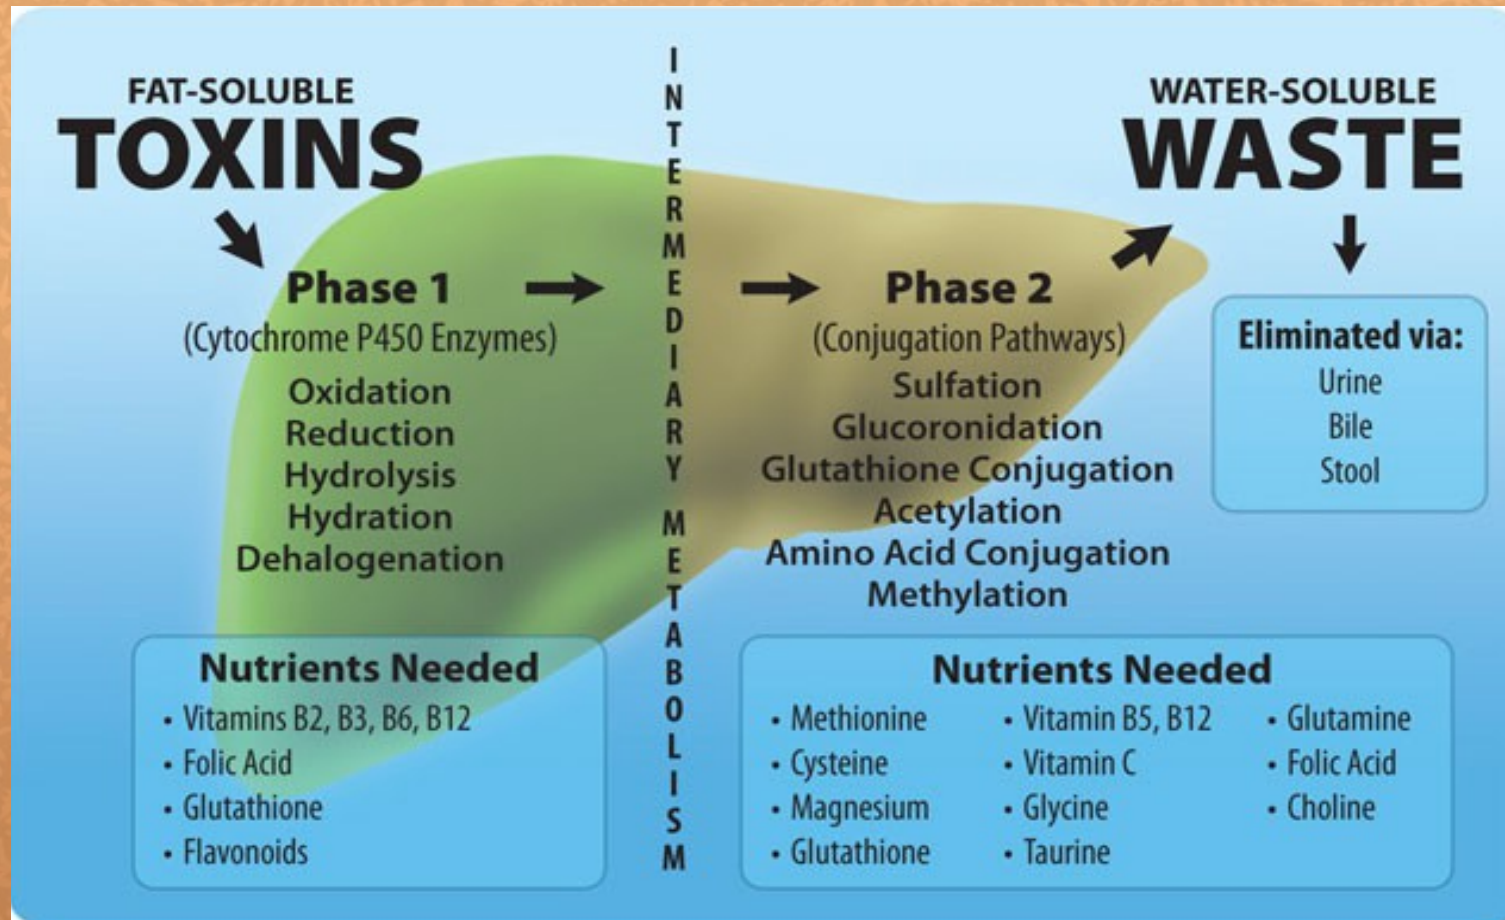 FAT-SOLUBLE
TOXINS
Phase 1
(Cytochrome P450 Enzymes)
Oxidation
Reduction
Hydrolysis
Hydration
Dehalogenation
Nutrients Needed
• Vitamins B2, B3, B6, B12
• Folic Acid
• Glutathione
• Flavonoids
INTERMEDIARY METABOLISM
Phase 2
(Conjugation Pathways)
Sulfation
Glucoronidation
Glutathione Conjugation
Acetylation
Amino Acid Conjugation
Methylation
Nutrients Needed
• Methionine
• Cysteine
• Magnesium
• Glutathione
• Vitamin B5, B12
• Vitamin C
• Glycine
• Taurine
• Glutamine
• Folic Acid
• Choline
WATER-SOLUBLE
WASTE
Eliminated via:
Urine
Bile
Stool